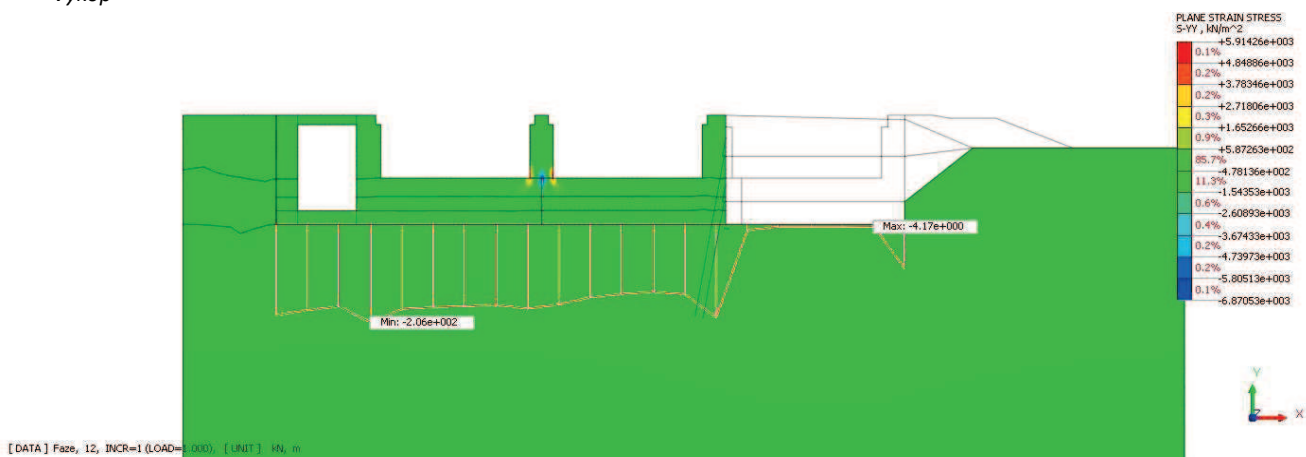 PLANE STRAIN STRESS
S-YY , kN/m^2
+5.91426e+003
0.1%
+4.84886e+003
0.2%
+3.78346e+003
0.2%
+2.71806e+003
0.3%
+1.65266e+003
0.9%
+5.87263e+002
85.7%
-4.78136e+002
11.3%
-1.54353e+003
0.6%
-2.60893e+003
0.4%
-3.67433e+003
0.2%
-4.73973e+003
0.2%
-5.80513e+003
0.1%
-6.87053e+003
Max: -4.17e+000
Min: -2.06e+002
Y
Z X
[DATA] Faze, 12, INCR=1 (LOAD=1.000), [UNIT] kN, m